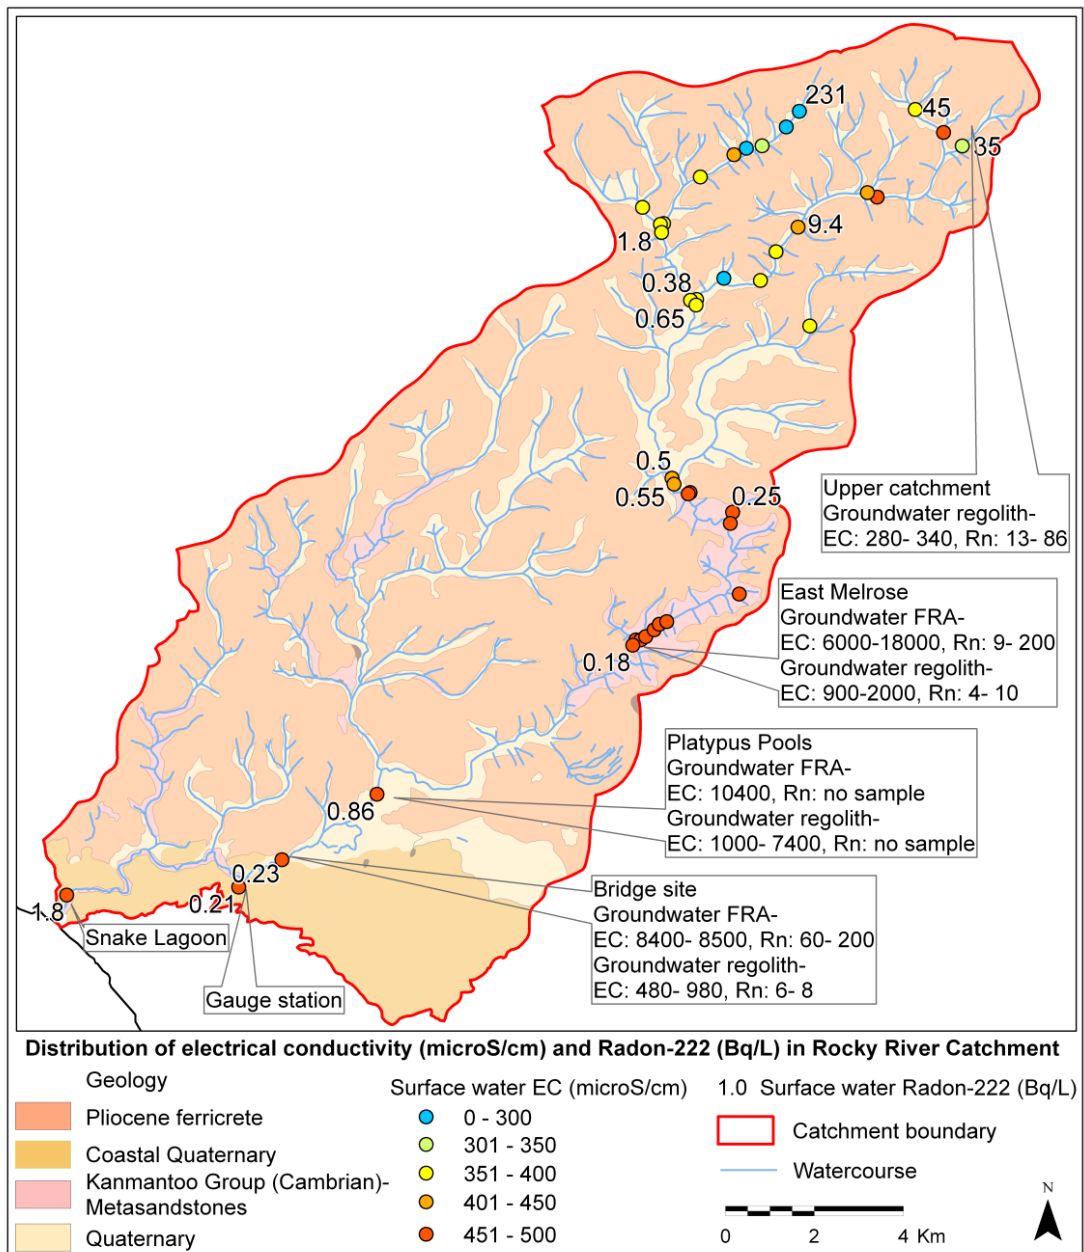 231
45
35
1.8
9.4
0.38
0.65
0.5
0.55
0.25
Upper catchment
Groundwater regolith-
EC: 280- 340, Rn: 13- 86
East Melrose
Groundwater FRA-
EC: 6000-18000, Rn: 9- 200
Groundwater regolith-
EC: 900-2000, Rn: 4- 10
0.18
Platypus Pools
Groundwater FRA-
EC: 10400, Rn: no sample
Groundwater regolith-
EC: 1000- 7400, Rn: no sample
0.86
0.23
0.21
1.8
Bridge site
Groundwater FRA-
EC: 8400- 8500, Rn: 60- 200
Groundwater regolith-
EC: 480- 980, Rn: 6- 8
Snake Lagoon
Gauge station
Distribution of electrical conductivity (microS/cm) and Radon-222 (Bq/L) in Rocky River Catchment
Geology
Pliocene ferricrete
Coastal Quaternary
Kanmantoo Group (Cambrian)-
Metasandstones
Quaternary
Surface water EC (microS/cm)
0 - 300
301 - 350
351 - 400
401 - 450
451 - 500
1.0 Surface water Radon-222 (Bq/L)
Catchment boundary
Watercourse
0 2 4 Km
N